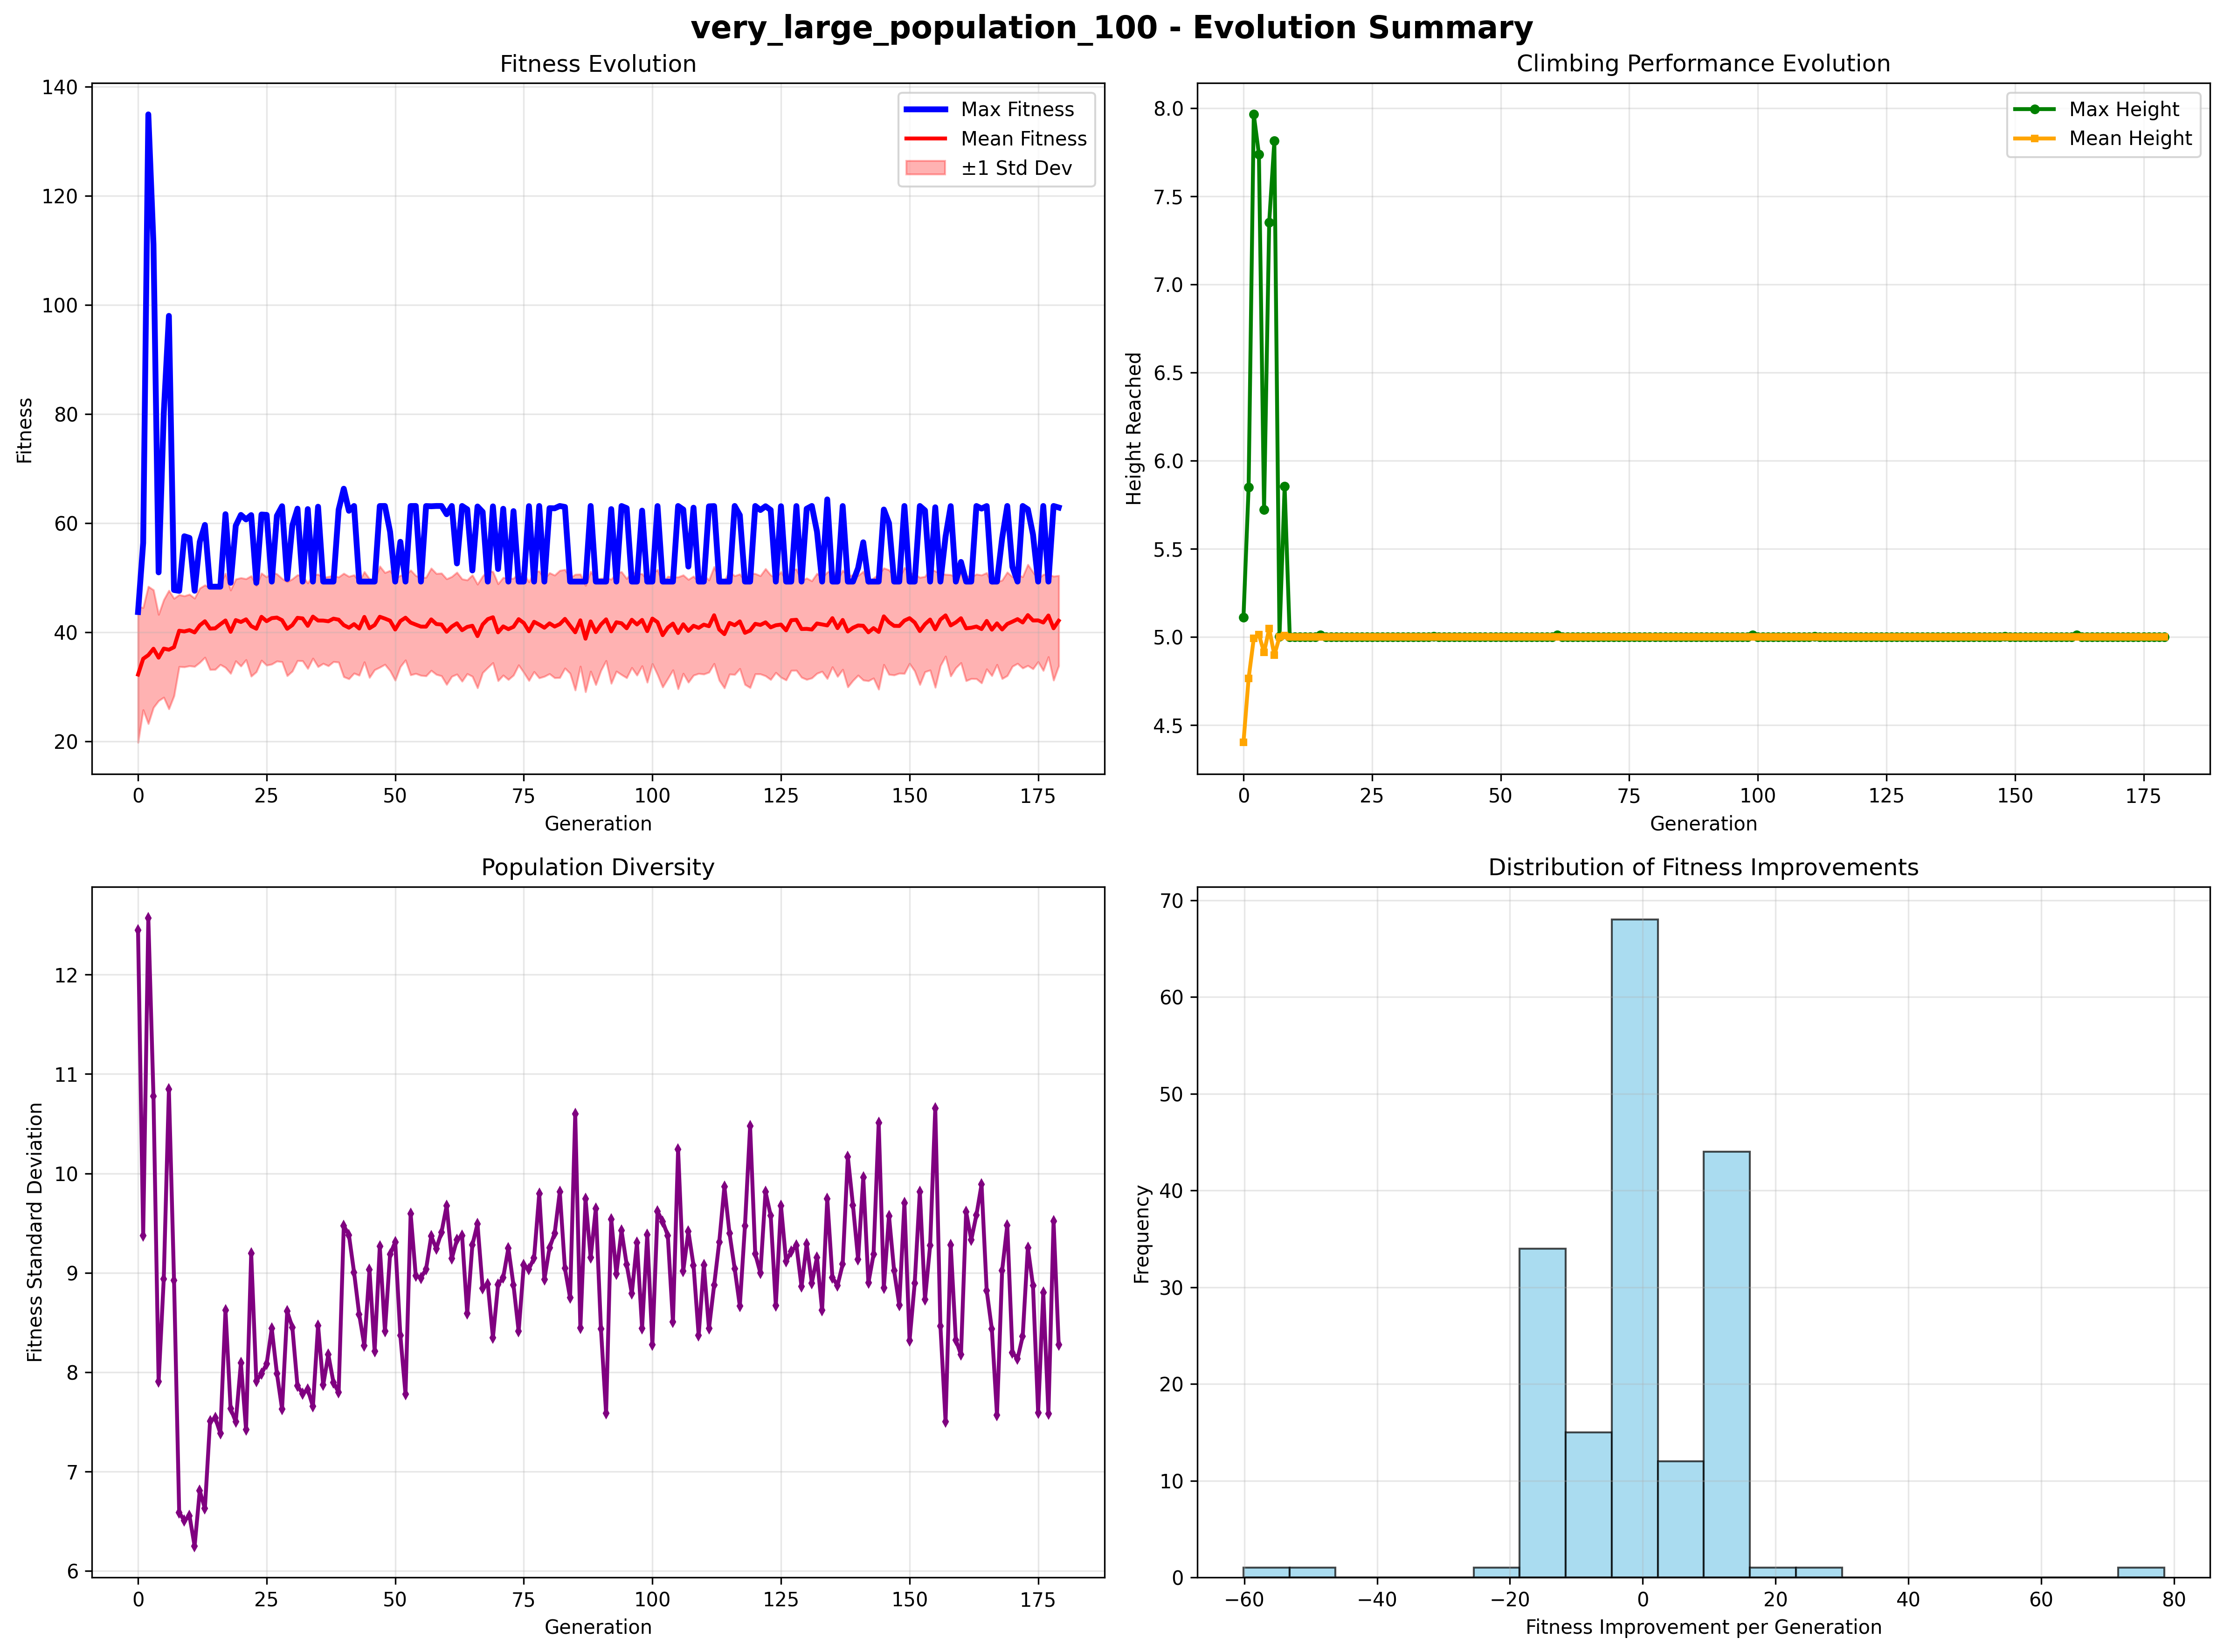 very_large_population_100 - Evolution Summary
Fitness Evolution
140
120
100
80
60
40
20
Fitness
Max Fitness
Mean Fitness
±1 Std Dev
0 25 50 75 100 125 150 175
Generation
Climbing Performance Evolution
8.0
7.5
7.0
6.5
6.0
5.5
5.0
4.5
Height Reached
Max Height
Mean Height
0 25 50 75 100 125 150 175
Generation
Population Diversity
12
11
10
9
8
7
6
Fitness Standard Deviation
0 25 50 75 100 125 150 175
Generation
Distribution of Fitness Improvements
70
60
50
40
30
20
10
0
Frequency
−60 −40 −20 0 20 40 60 80
Fitness Improvement per Generation